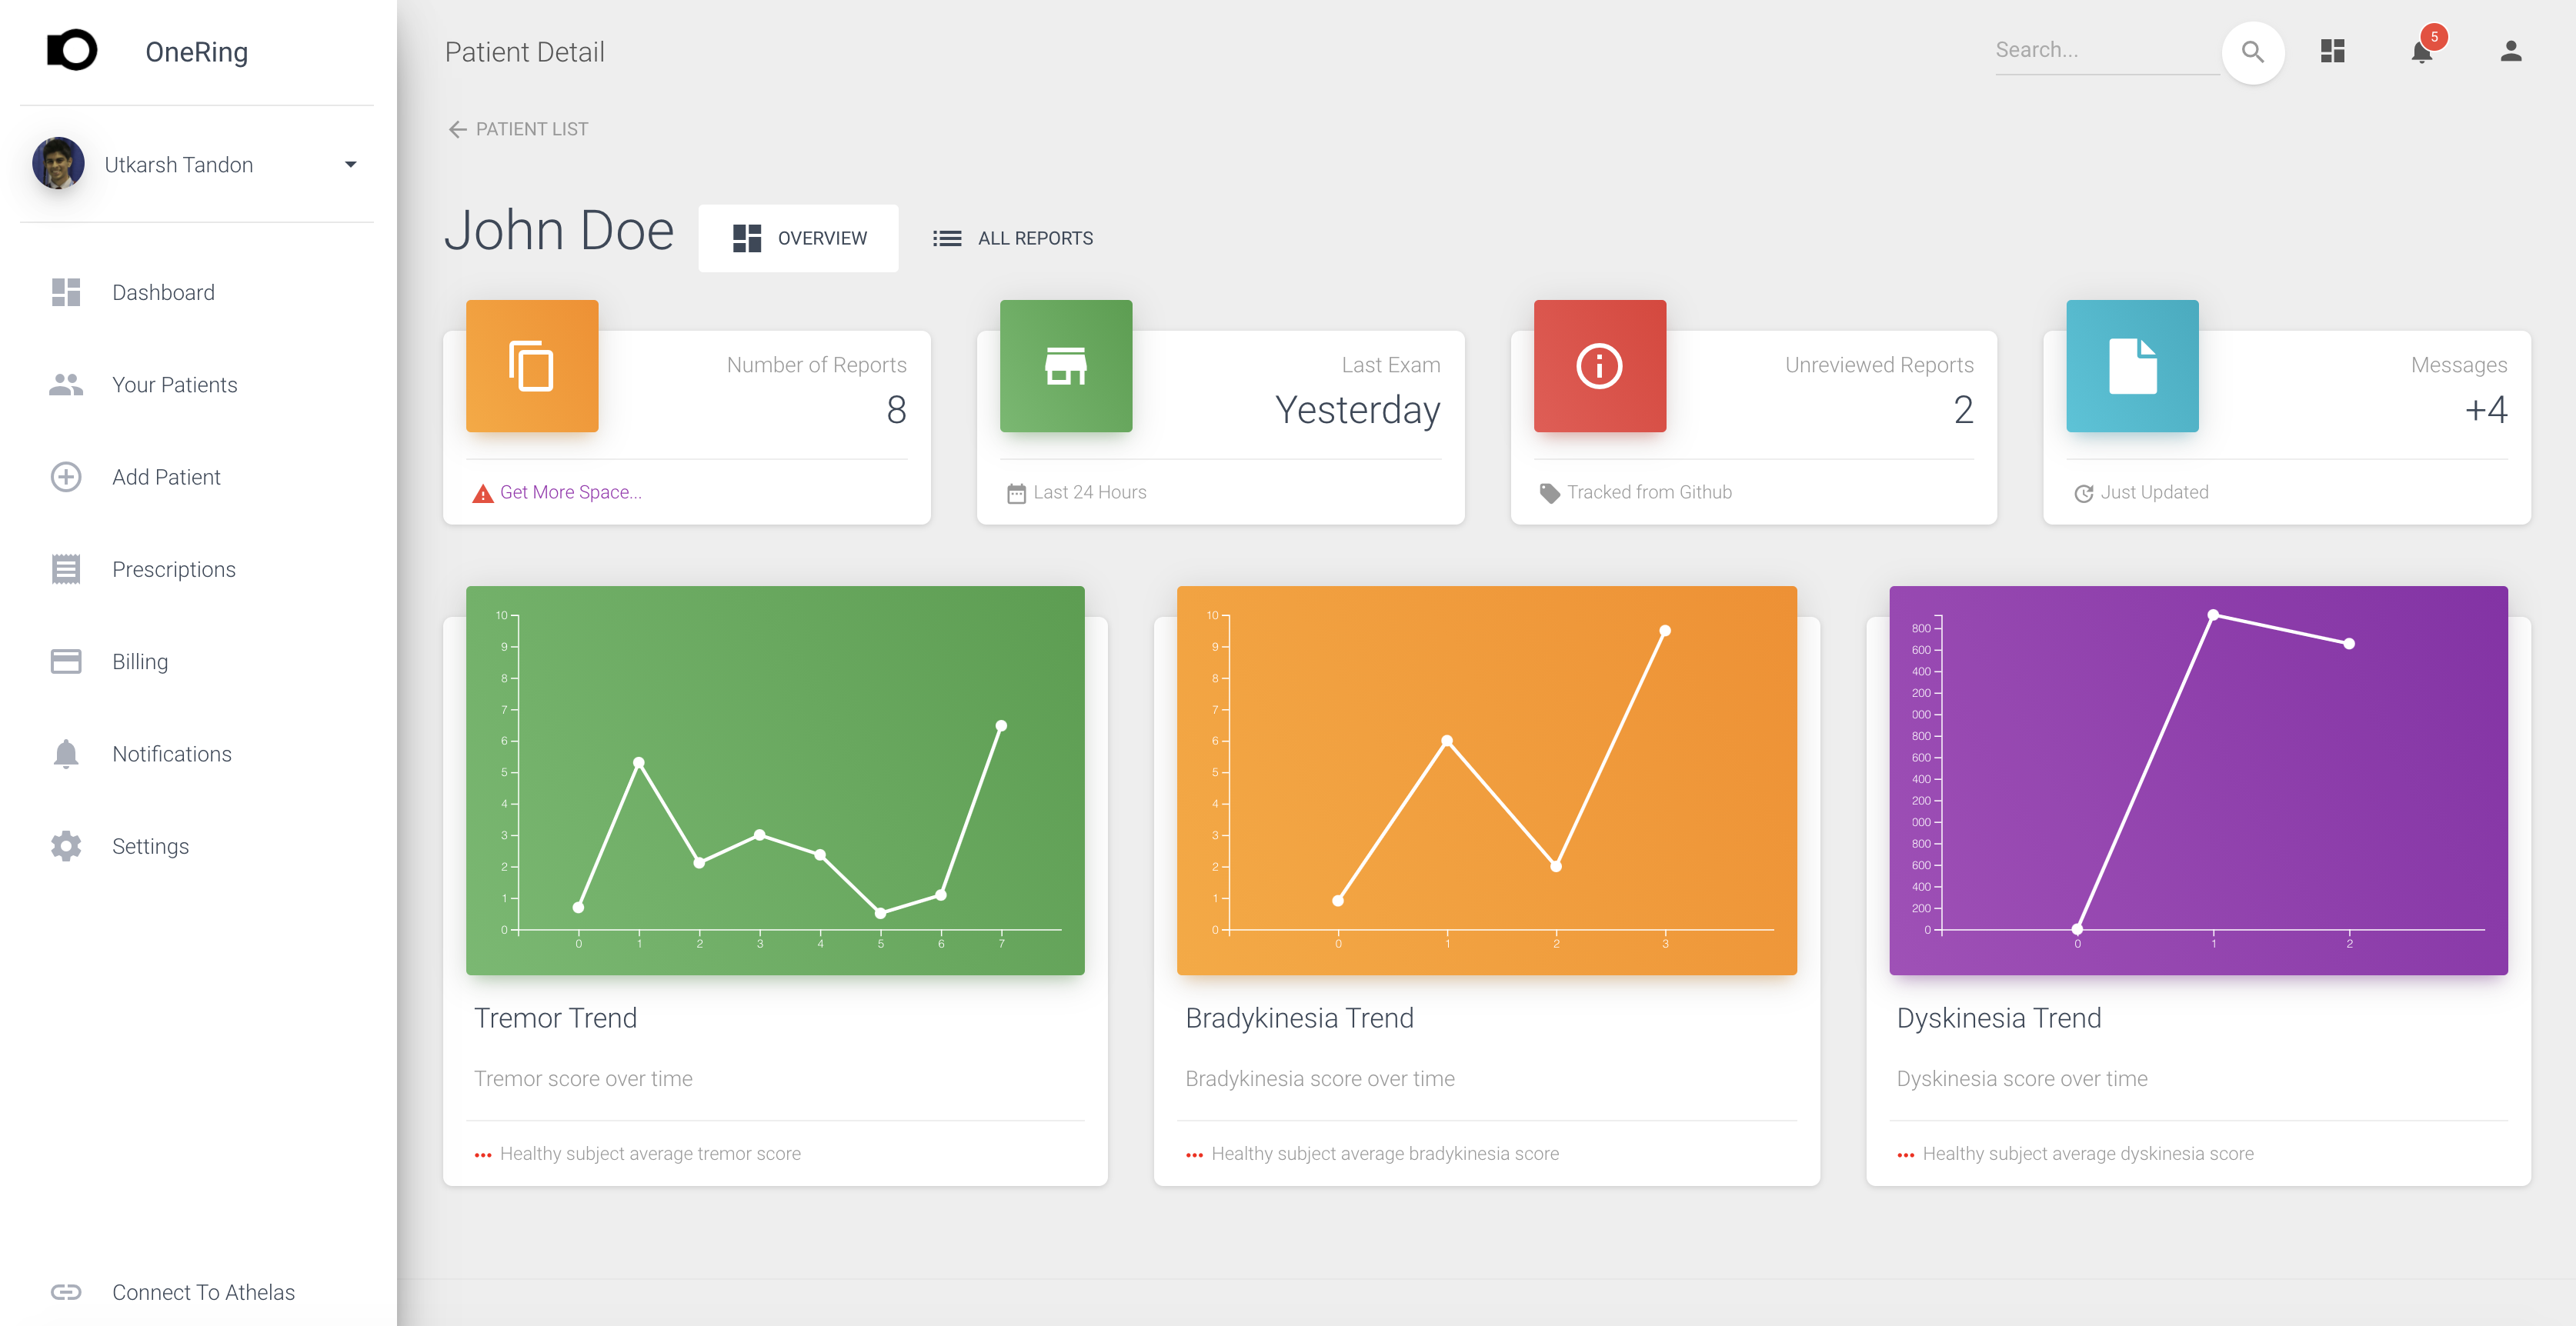 OneRing
Utkarsh Tandon
Dashboard
Your Patients
Add Patient
Prescriptions
Billing
Notifications
Settings
Connect To Athelas
Patient Detail
Search...
5
PATIENT LIST
John Doe
OVERVIEW
ALL REPORTS
Number of Reports
8
Get More Space...
Last Exam
Yesterday
Last 24 Hours
Unreviewed Reports
2
Tracked from Github
Messages
+4
Just Updated
10
9
8
7
6
5
4
3
2
1
0
0 1 2 3 4 5 6 7
Tremor Trend
Tremor score over time
Healthy subject average tremor score
10
9
8
7
6
5
4
3
2
1
0
0 1 2 3
Bradykinesia Trend
Bradykinesia score over time
Healthy subject average bradykinesia score
800
600
400
200
000
800
600
400
200
000
800
600
400
200
0
0 1 2
Dyskinesia Trend
Dyskinesia score over time
Healthy subject average dyskinesia score